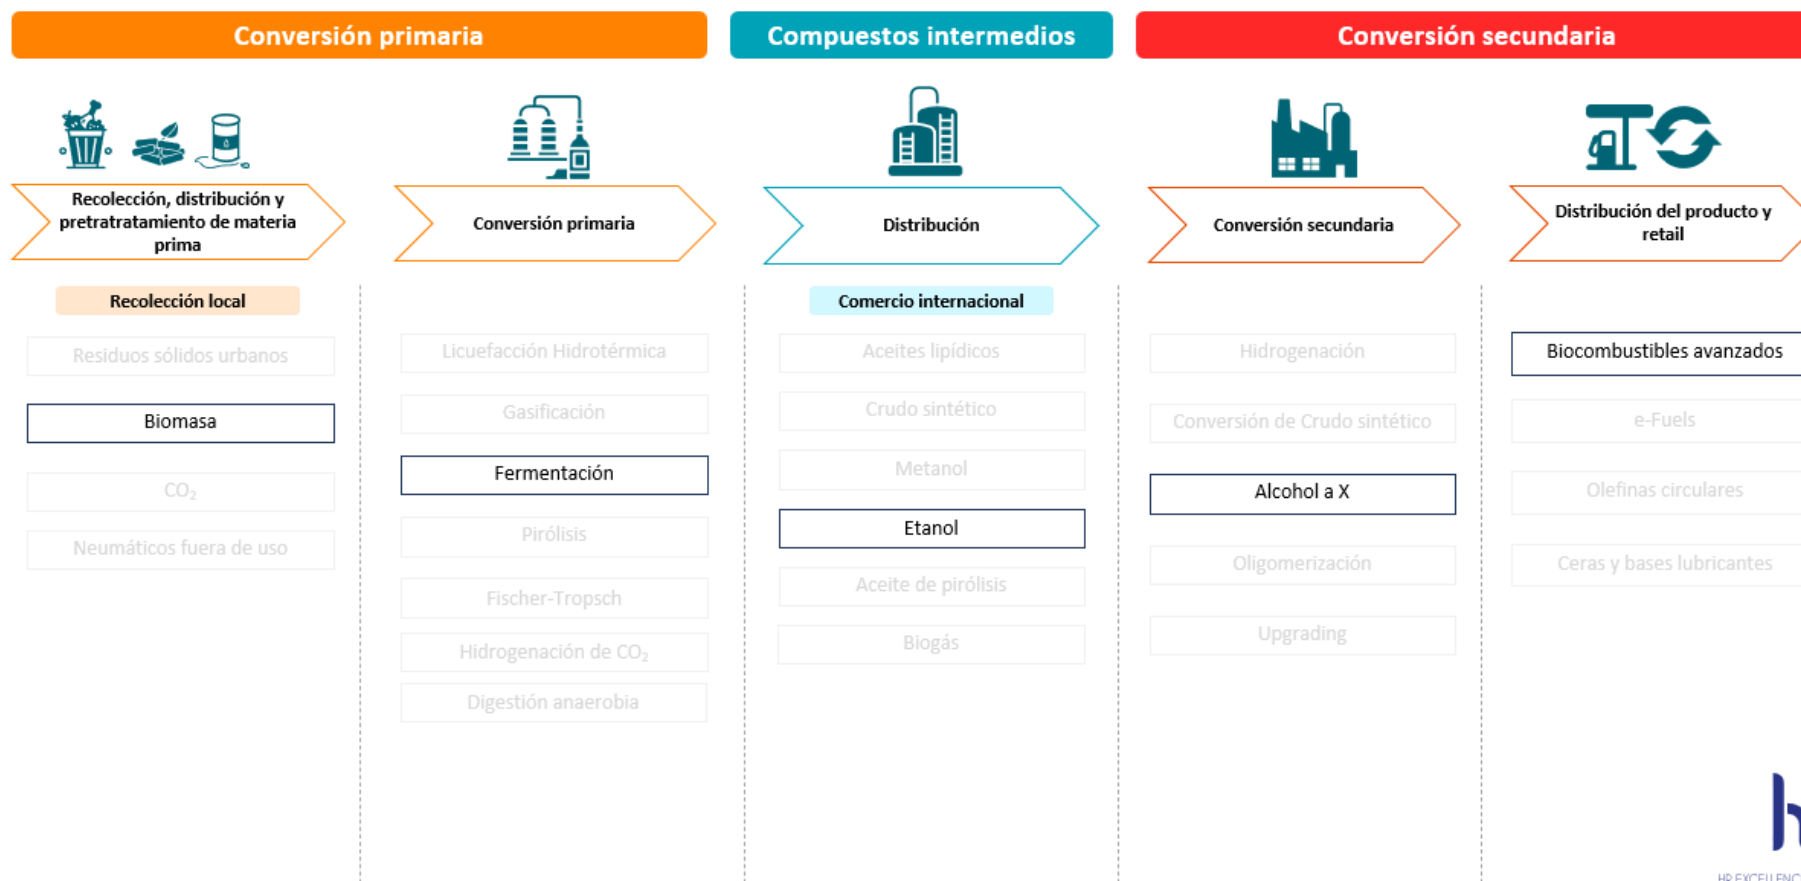 Conversión primaria
Compuestos intermedios
Conversión secundaria
Recolección, distribución y
pretratratamiento de materia
prima
Conversión primaria
Distribución
Conversión secundaria
Distribución del producto y
retail
Recolección local
Residuos sólidos urbanos
Biomasa
CO₂
Neumáticos fuera de uso
Licuefacción Hidrotérmica
Gasificación
Fermentación
Pirólisis
Fischer-Tropsch
Hidrogenación de CO₂
Digestión anaerobia
Comercio internacional
Aceites lipídicos
Crudo sintético
Metanol
Etanol
Aceite de pirólisis
Biogás
Hidrogenación
Conversión de Crudo sintético
Alcohol a X
Oligomerización
Upgrading
Biocombustibles avanzados
e-Fuels
Olefinas circulares
Ceras y bases lubricantes
h
HR